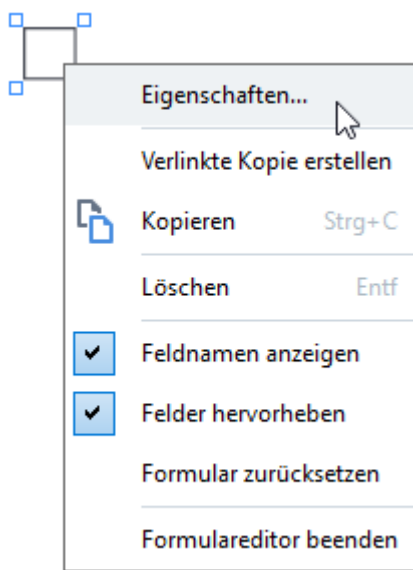 Eigenschaften...
Verlinkte Kopie erstellen
Kopieren Strg+C
Löschen Entf
Feldnamen anzeigen
Felder hervorheben
Formular zurücksetzen
Formulareditor beenden